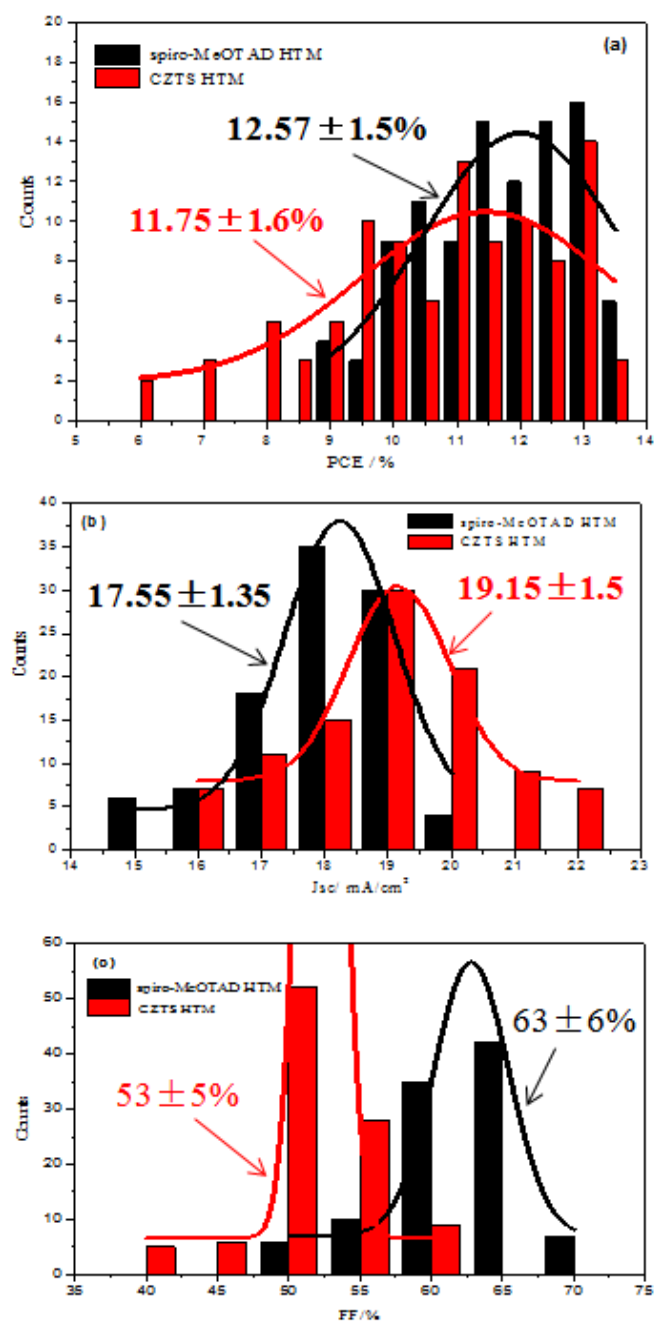 20
18
16
14
12
10
8
6
4
2
0
Counts
spiro-MeOTAD HTM
CZTS HTM
(a)
12.57 ± 1.5%
11.75 ± 1.6%
5 6 7 8 9 10 11 12 13 14
PCE / %
40
35
30
25
20
15
10
5
0
Counts
(b)
spiro-MeOTAD HTM
CZTS HTM
17.55 ± 1.35
19.15 ± 1.5
14 15 16 17 18 19 20 21 22 23
Jsc/ mA/cm²
60
50
40
30
20
10
0
Counts
(c)
spiro-MeOTAD HTM
CZTS HTM
63 ± 6%
53 ± 5%
35 40 45 50 55 60 65 70 75
FF/%